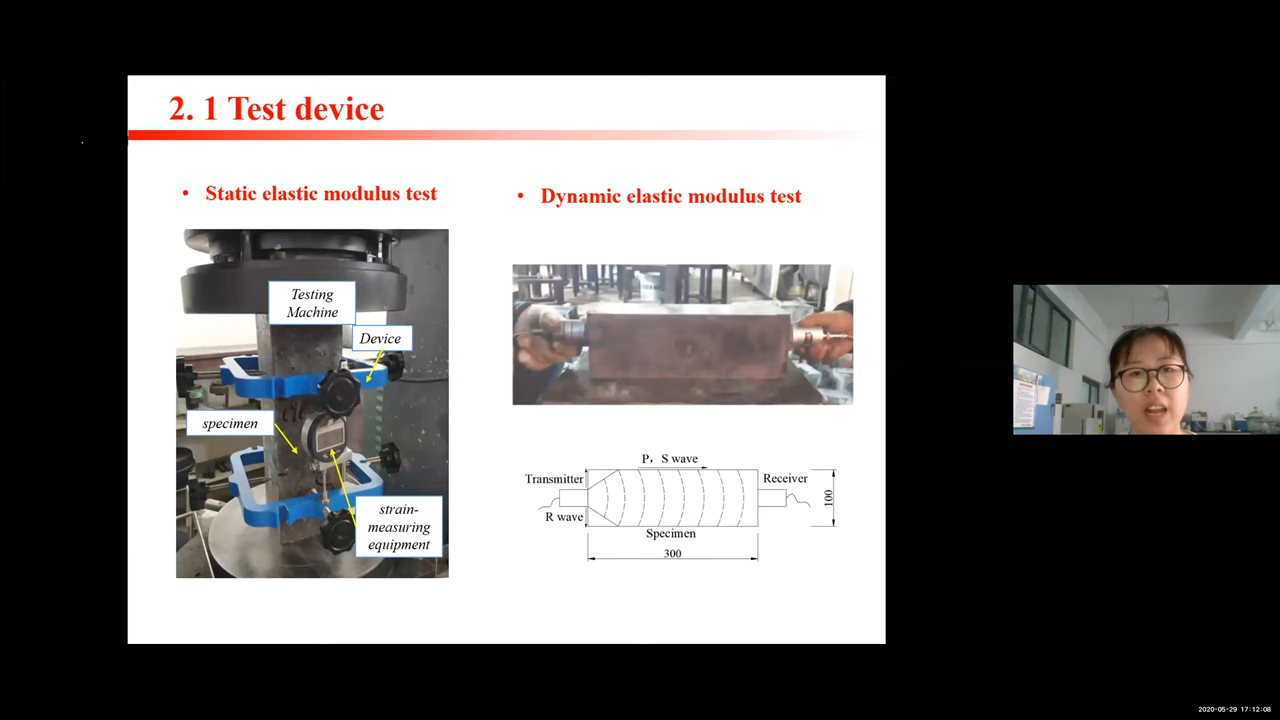 2. 1 Test device
• Static elastic modulus test
Testing
Machine
Device
specimen
strain-
measuring
equipment
• Dynamic elastic modulus test
P， S wave
Transmitter
Receiver
R wave
100
Specimen
300
2020-05-29 17:12:08